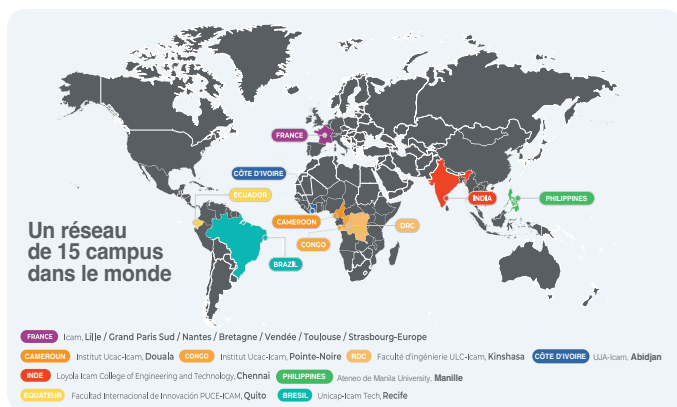 FRANCE
CÔTE D'IVOIRE
ECUADOR
INDIA
PHILIPPINES
CAMEROON
DRC
CONGO
BRAZIL
Un réseau
de 15 campus
dans le monde
FRANCE Icam, Lille / Grand Paris Sud / Nantes / Bretagne / Vendée / Toulouse / Strasbourg-Europe
CAMEROUN Institut Ucac-Icam, Douala CONGO Institut Ucac-Icam, Pointe-Noire RDC Faculté d'ingénierie ULC-Icam, Kinshasa CÔTE D'IVOIRE UJA-Icam, Abidjan
INDE Loyola Icam College of Engineering and Technology, Chennai PHILIPPINES Ateneo de Manila University, Manille
EQUATEUR Facultad Internacional de Innovación PUCE-ICAM, Quito BRESIL Unicap-Icam Tech, Recife